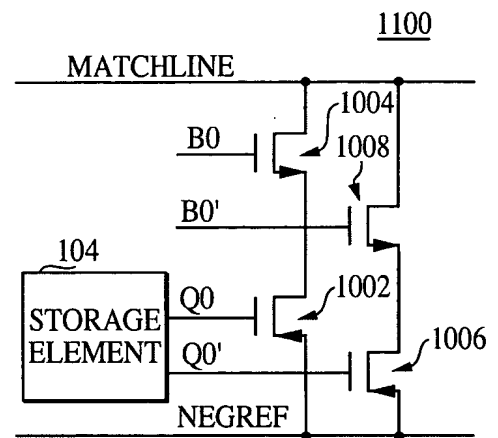 1100
MATCHLINE
1004
B0
1008
B0'
104
Q0
1002
STORAGE
ELEMENT
Q0'
1006
NEGREF